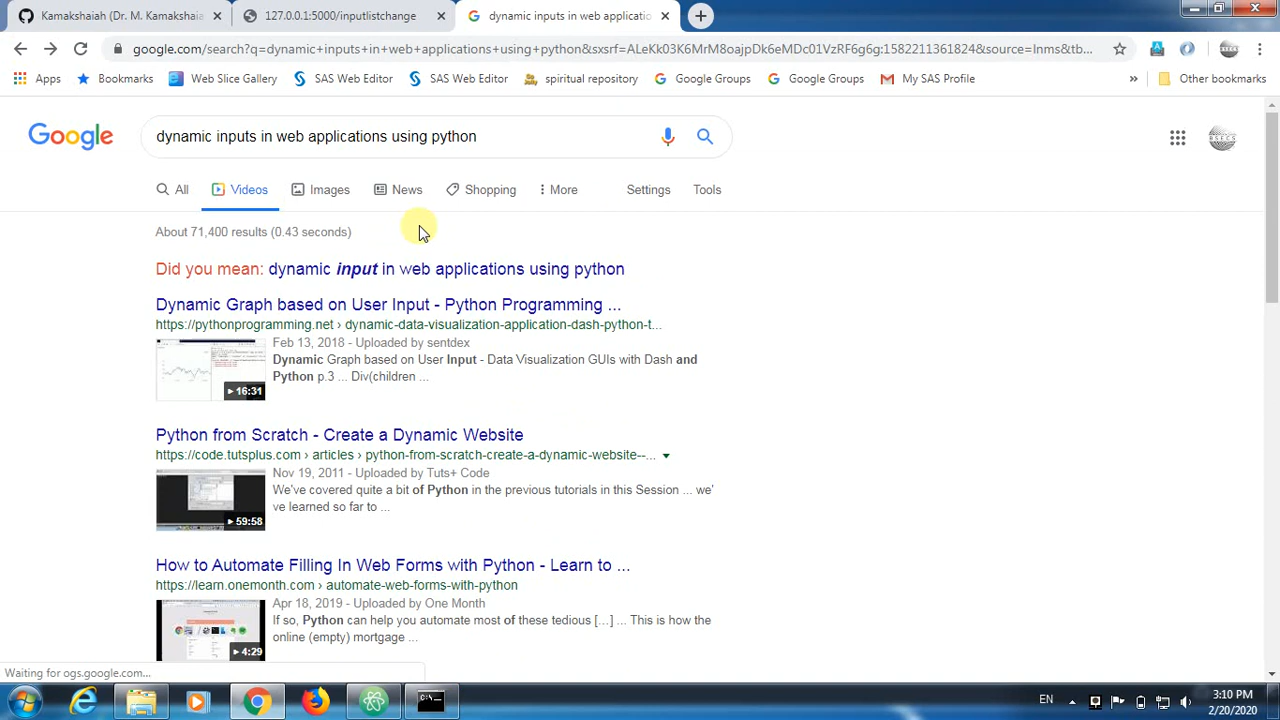 Kamakshaiah (Dr. M. Kamakshaiah)
127.0.0.1:5000/inputlistchange
dynamic inputs in web applicatio
google.com/search?q=dynamic+inputs+in+web+applications+using+python&sxsrf=ALeKk03K6MrM8oajpDk6eMDc01VzRF6g6g:1582211361824&source=lnms&tb...
Apps
Bookmarks
Web Slice Gallery
SAS Web Editor
SAS Web Editor
spiritual repository
Google Groups
Google Groups
My SAS Profile
»
Other bookmarks
Google
dynamic inputs in web applications using python
All
Videos
Images
News
Shopping
More
Settings
Tools
About 71,400 results (0.43 seconds)
Did you mean: dynamic input in web applications using python
Dynamic Graph based on User Input - Python Programming ...
https://pythonprogramming.net › dynamic-data-visualization-application-dash-python-t...
Feb 13, 2018 - Uploaded by sentdex
Dynamic Graph based on User Input - Data Visualization GUIs with Dash and
Python p.3 ... Div(children ...
16:31
Python from Scratch - Create a Dynamic Website
https://code.tutsplus.com › articles › python-from-scratch-create-a-dynamic-website--...
Nov 19, 2011 - Uploaded by Tuts+ Code
We've covered quite a bit of Python in the previous tutorials in this Session ... we'
've learned so far to ...
59:58
How to Automate Filling In Web Forms with Python - Learn to ...
https://learn.onemonth.com › automate-web-forms-with-python
Apr 18, 2019 - Uploaded by One Month
If so, Python can help you automate most of these tedious [...] ... This is how the
online (empty) mortgage ...
4:29
Waiting for ogs.google.com...
EN
3:10 PM
2/20/2020